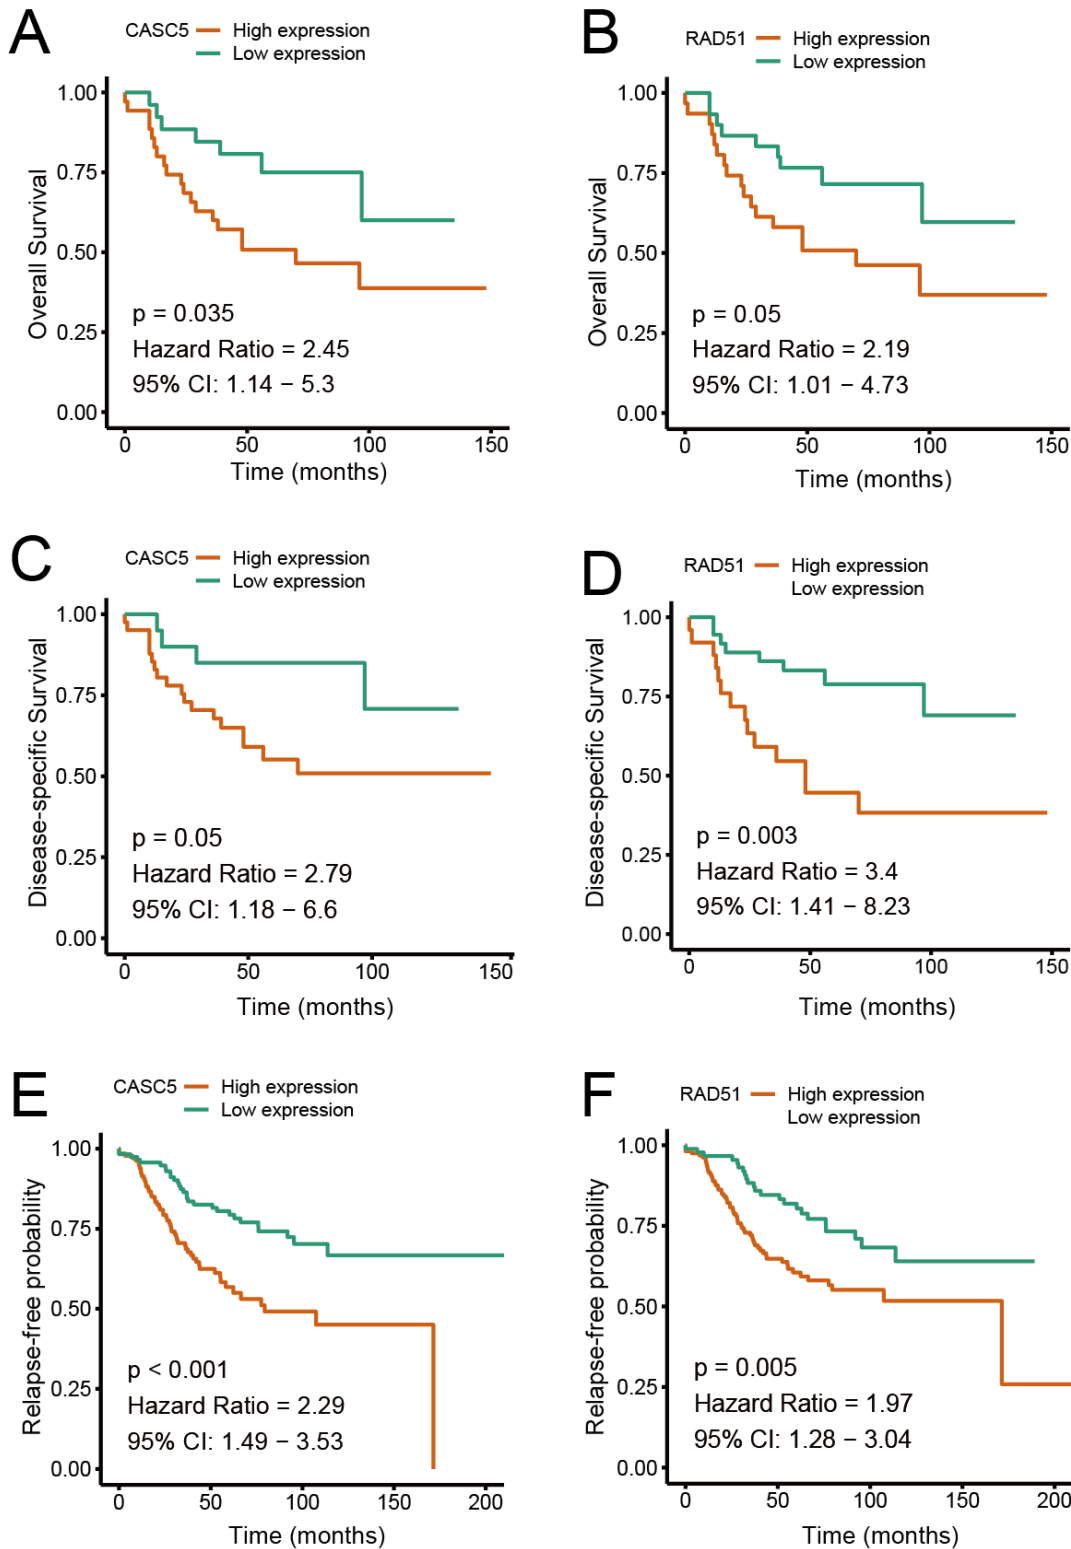 A
CASC5 High expression
Low expression
1.00
0.75
0.50
0.25
0.00
Overall Survival
p = 0.035
Hazard Ratio = 2.45
95% CI: 1.14 − 5.3
0 50 100 150
Time (months)
B
RAD51 High expression
Low expression
1.00
0.75
0.50
0.25
0.00
Overall Survival
p = 0.05
Hazard Ratio = 2.19
95% CI: 1.01 − 4.73
0 50 100 150
Time (months)
C
CASC5 High expression
Low expression
1.00
0.75
0.50
0.25
0.00
Disease-specific Survival
p = 0.05
Hazard Ratio = 2.79
95% CI: 1.18 − 6.6
0 50 100 150
Time (months)
D
RAD51 High expression
Low expression
1.00
0.75
0.50
0.25
0.00
Disease-specific Survival
p = 0.003
Hazard Ratio = 3.4
95% CI: 1.41 − 8.23
0 50 100 150
Time (months)
E
CASC5 High expression
Low expression
1.00
0.75
0.50
0.25
0.00
Relapse-free probability
p < 0.001
Hazard Ratio = 2.29
95% CI: 1.49 − 3.53
0 50 100 150 200
Time (months)
F
RAD51 High expression
Low expression
1.00
0.75
0.50
0.25
0.00
Relapse-free probability
p = 0.005
Hazard Ratio = 1.97
95% CI: 1.28 − 3.04
0 50 100 150 200
Time (months)